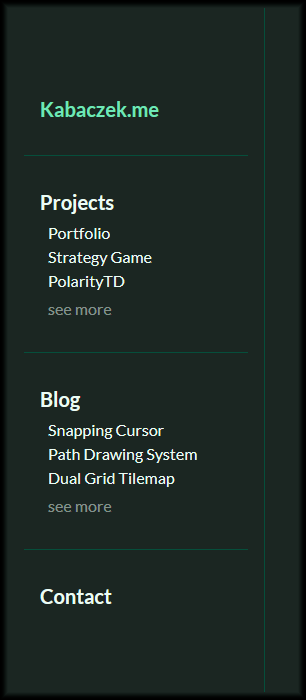 Kabaczek.me
Projects
Portfolio
Strategy Game
PolarityTD
see more
Blog
Snapping Cursor
Path Drawing System
Dual Grid Tilemap
see more
Contact